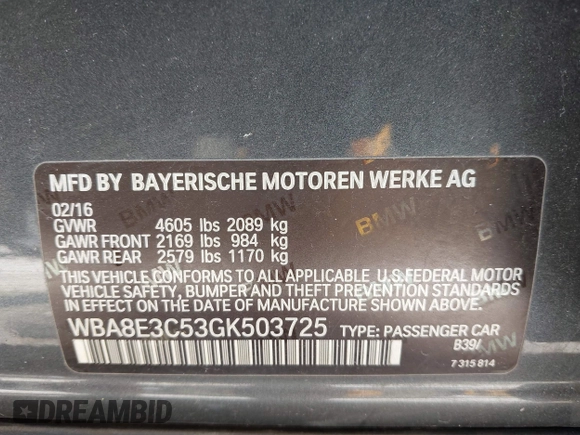 MFD BY BAYERISCHE MOTOREN WERKE AG
02/16
GVWR 4605 lbs 2089 kg
GAWR FRONT 2169 lbs 984 kg
GAWR REAR 2579 lbs 1170 kg
THIS VEHICLE CONFORMS TO ALL APPLICABLE U.S.FEDERAL MOTOR
VEHICLE SAFETY, BUMPER AND THEFT PREVENTION STANDARDS
IN EFFECT ON THE DATE OF MANUFACTURE SHOWN ABOVE.
WBA8E3C53GK503725 TYPE: PASSENGER CAR
B39/
7 315 814
BMW
DREAMBID